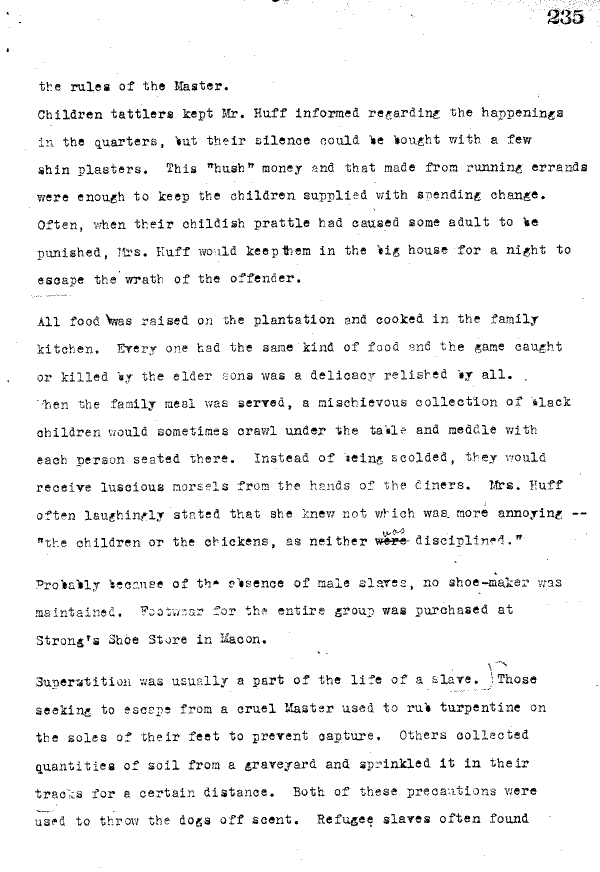 235
the rules of the Master.
Children tattlers kept Mr. Huff informed regarding the happenings
in the quarters, but their silence could be bought with a few
shin plasters. This "hush" money and that made from running errands
were enough to keep the children supplied with spending change.
Often, when their childish prattle had caused some adult to be
punished, Mrs. Huff would keep them in the big house for a night to
escape the wrath of the offender.
All food was raised on the plantation and cooked in the family
kitchen. Every one had the same kind of food and the game caught
or killed by the elder sons was a delicacy relished by all.
When the family meal was served, a mischievous collection of black
children would sometimes crawl under the table and meddle with
each person seated there. Instead of being scolded, they would
receive luscious morsels from the hands of the diners. Mrs. Huff
often laughingly stated that she knew not which was more annoying --
"the children or the chickens, as neither were was disciplined."
Probably because of the absence of male slaves, no shoe-maker was
maintained. Footwear for the entire group was purchased at
Strong's Shoe Store in Macon.
Superstition was usually a part of the life of a slave. Those
seeking to escape from a cruel Master used to rub turpentine on
the soles of their feet to prevent capture. Others collected
quantities of soil from a graveyard and sprinkled it in their
tracks for a certain distance. Both of these precautions were
used to throw the dogs off scent. Refugee slaves often found